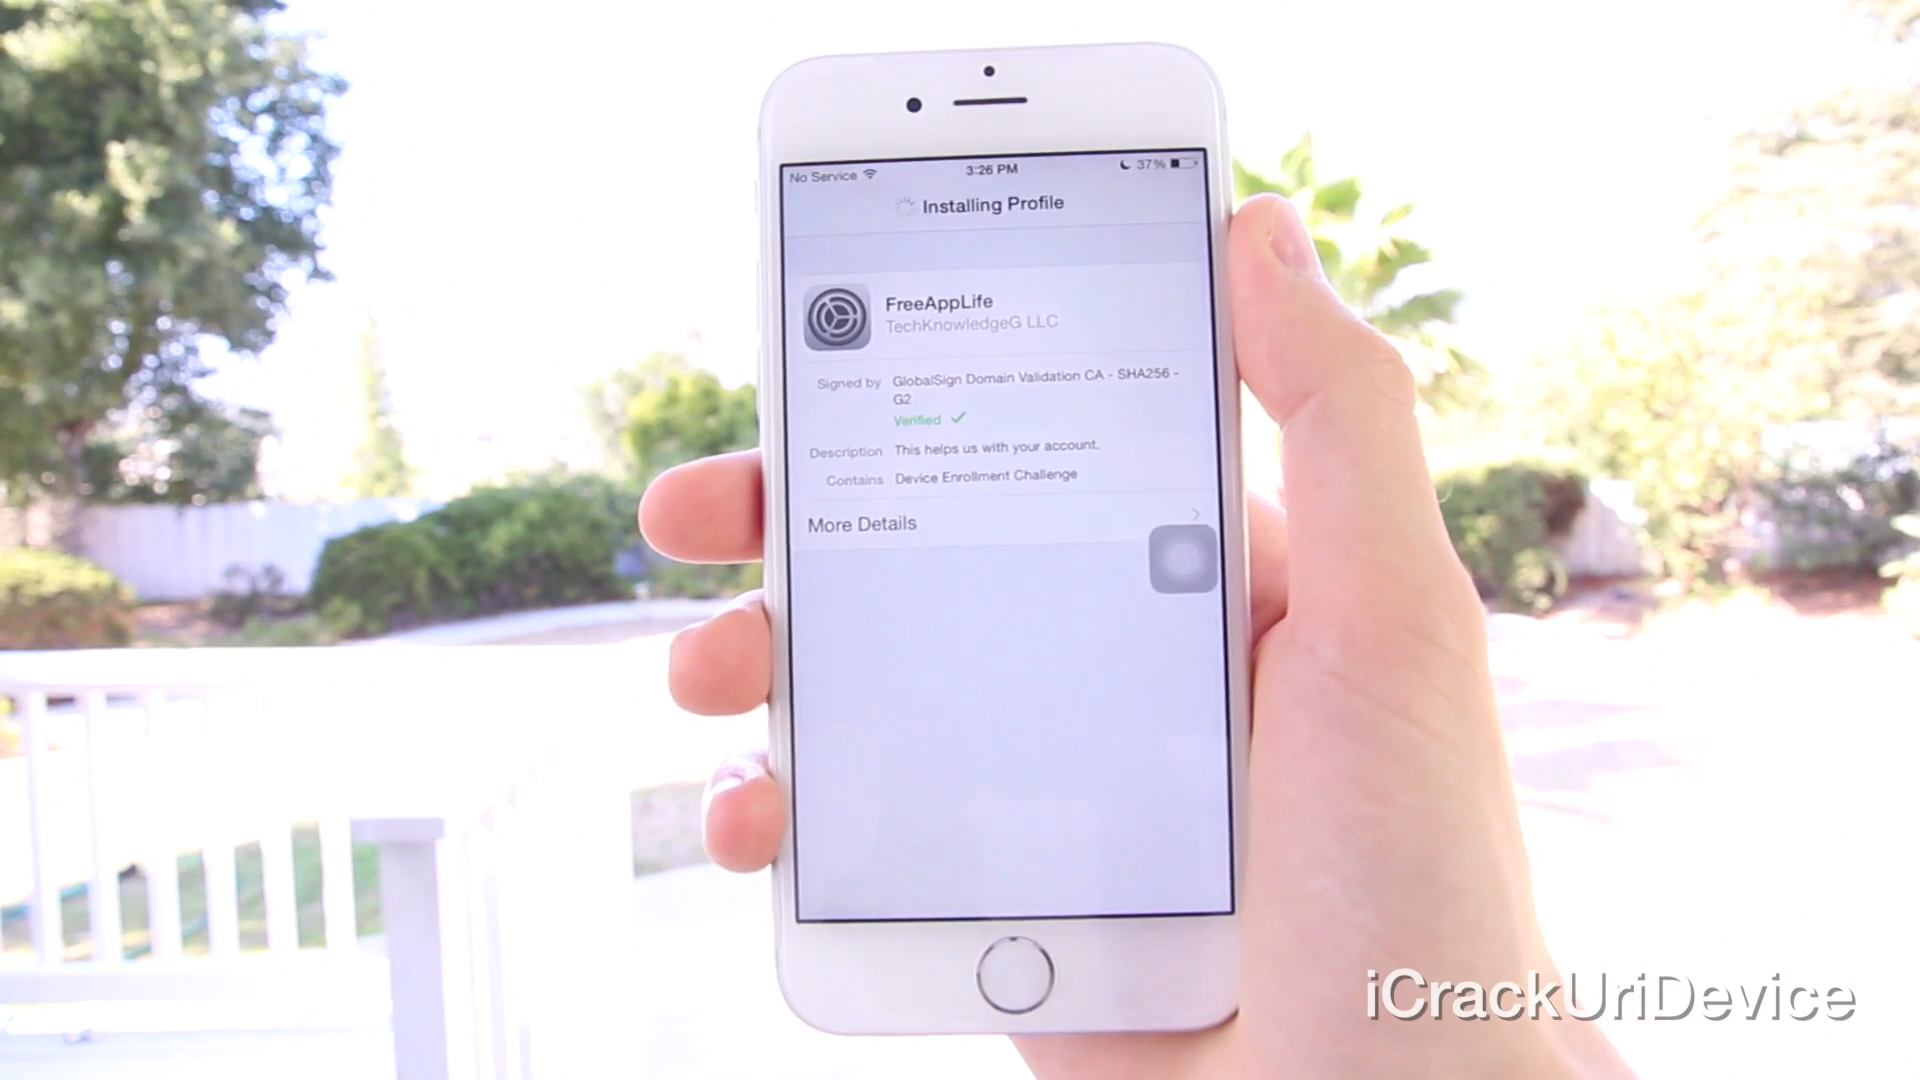 No Service 3:26 PM 37%
Installing Profile
FreeAppLife
TechKnowledgeG LLC
Signed by GlobalSign Domain Validation CA - SHA256 -
G2
Verified
Description This helps us with your account.
Contains Device Enrollment Challenge
More Details
iCrackUriDevice